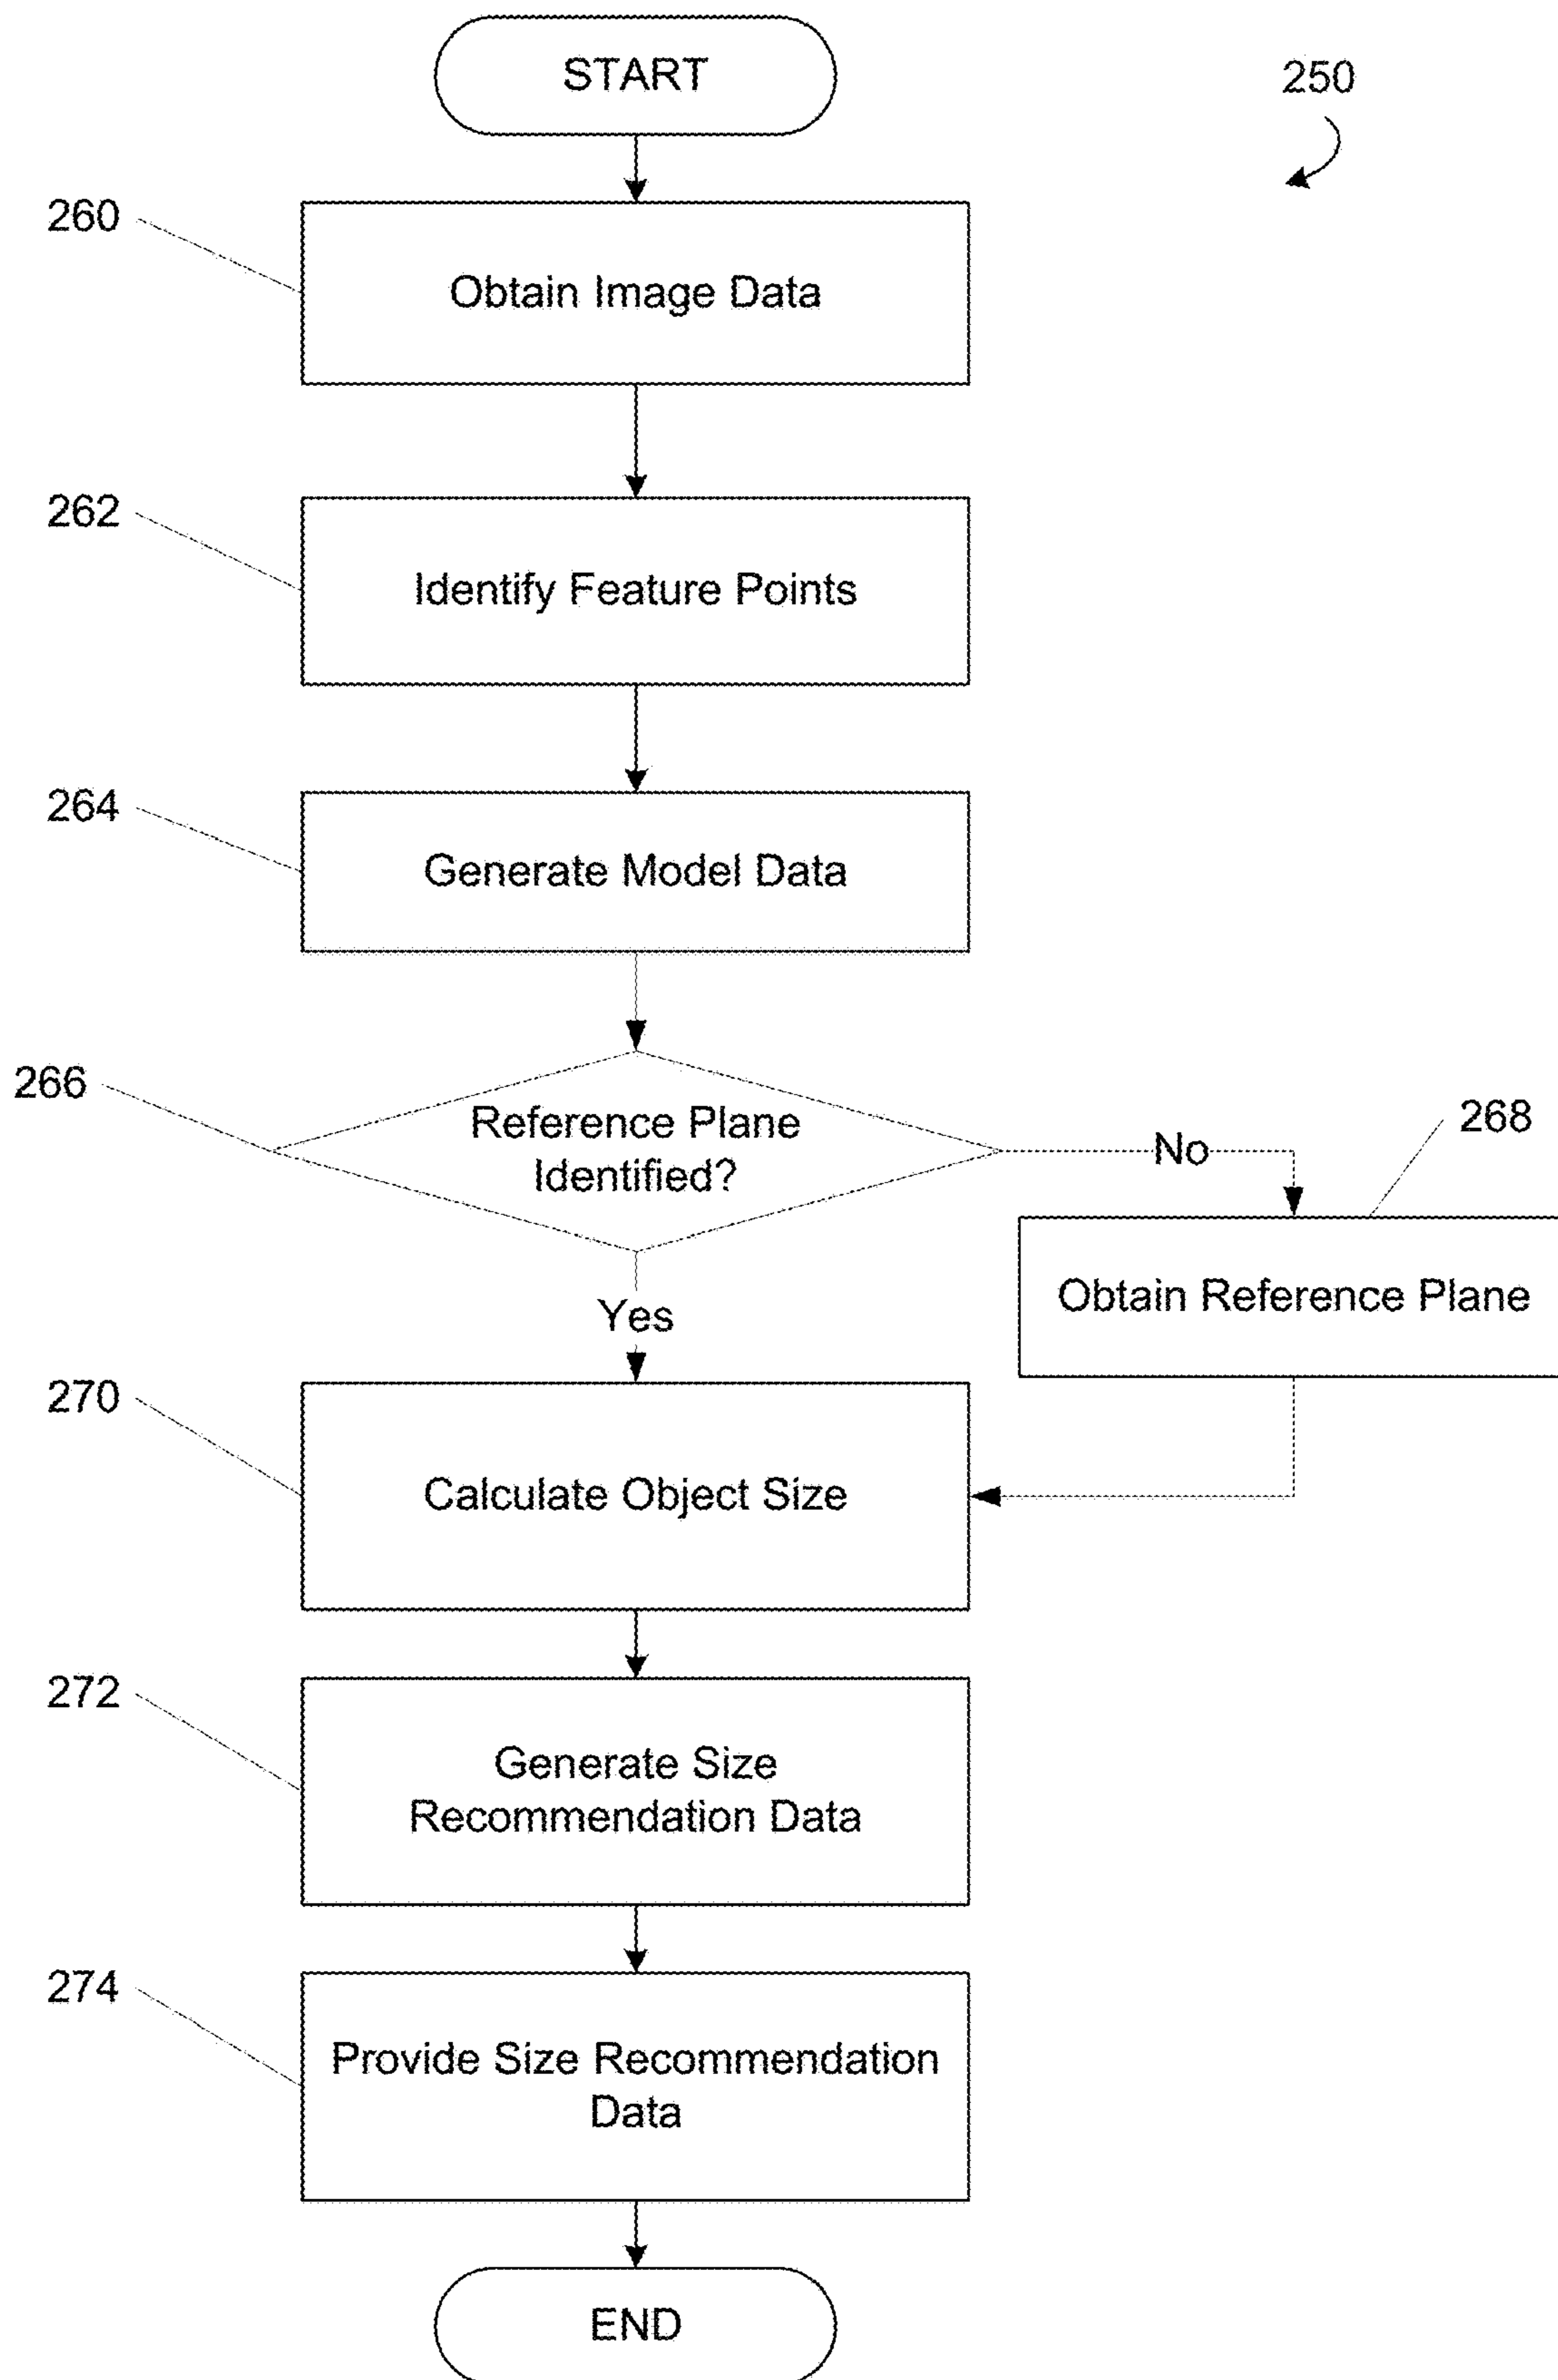 START
250
260
Obtain Image Data
262
Identify Feature Points
264
Generate Model Data
266
Reference Plane
Identified?
No
268
Yes
Obtain Reference Plane
270
Calculate Object Size
272
Generate Size
Recommendation Data
274
Provide Size Recommendation
Data
END